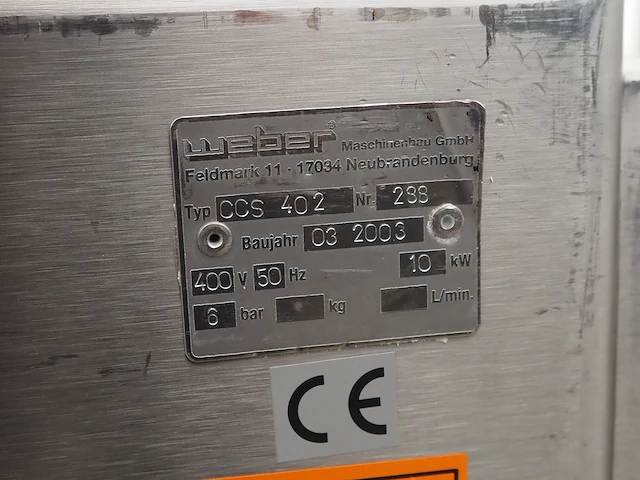 weber® Maschinenbau GmbH
Feldmark 11 · 17034 Neubrandenburg
Typ CCS 402 Nr. 288
Baujahr 03 2003
400 V 50 Hz 10 kW
6 bar kg L/min.
CE